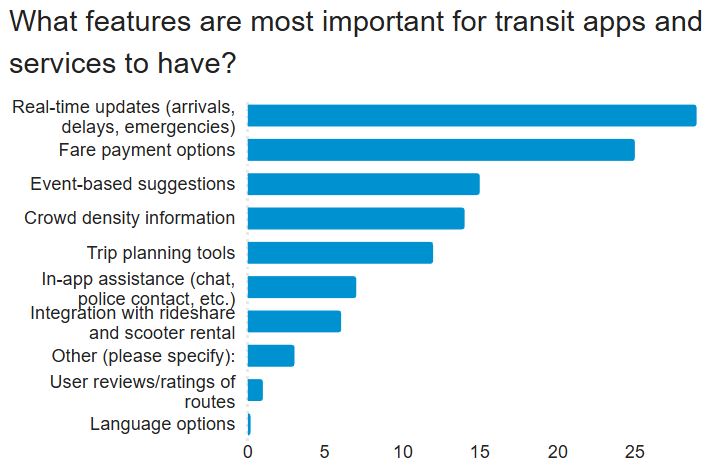 What features are most important for transit apps and
services to have?
Real-time updates (arrivals,
delays, emergencies)
Fare payment options
Event-based suggestions
Crowd density information
Trip planning tools
In-app assistance (chat,
police contact, etc.)
Integration with rideshare
and scooter rental
Other (please specify):
User reviews/ratings of
routes
Language options
0 5 10 15 20 25